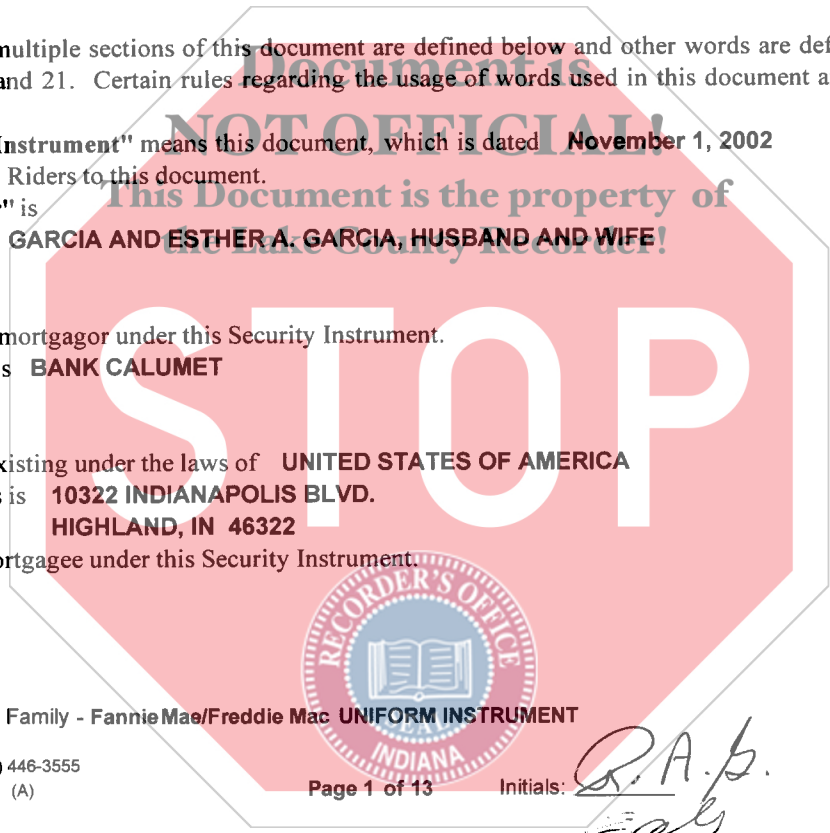 multiple sections of this document are defined below and other words are def
and 21. Certain rules regarding the usage of words used in this document a
Document is
NOT OFFICIAL!
This Document is the property of
the Lake County Recorder!
Instrument" means this document, which is dated November 1, 2002
Riders to this document.
" is
GARCIA AND ESTHER A. GARCIA, HUSBAND AND WIFE
mortgagor under this Security Instrument.
s BANK CALUMET
STOP
xisting under the laws of UNITED STATES OF AMERICA
s is 10322 INDIANAPOLIS BLVD.
HIGHLAND, IN 46322
ortgagee under this Security Instrument.
RECORDER'S OFFICE
SEAL
INDIANA
Family - Fannie Mae/Freddie Mac UNIFORM INSTRUMENT
) 446-3555
(A)
Page 1 of 13 Initials: R.A.G.